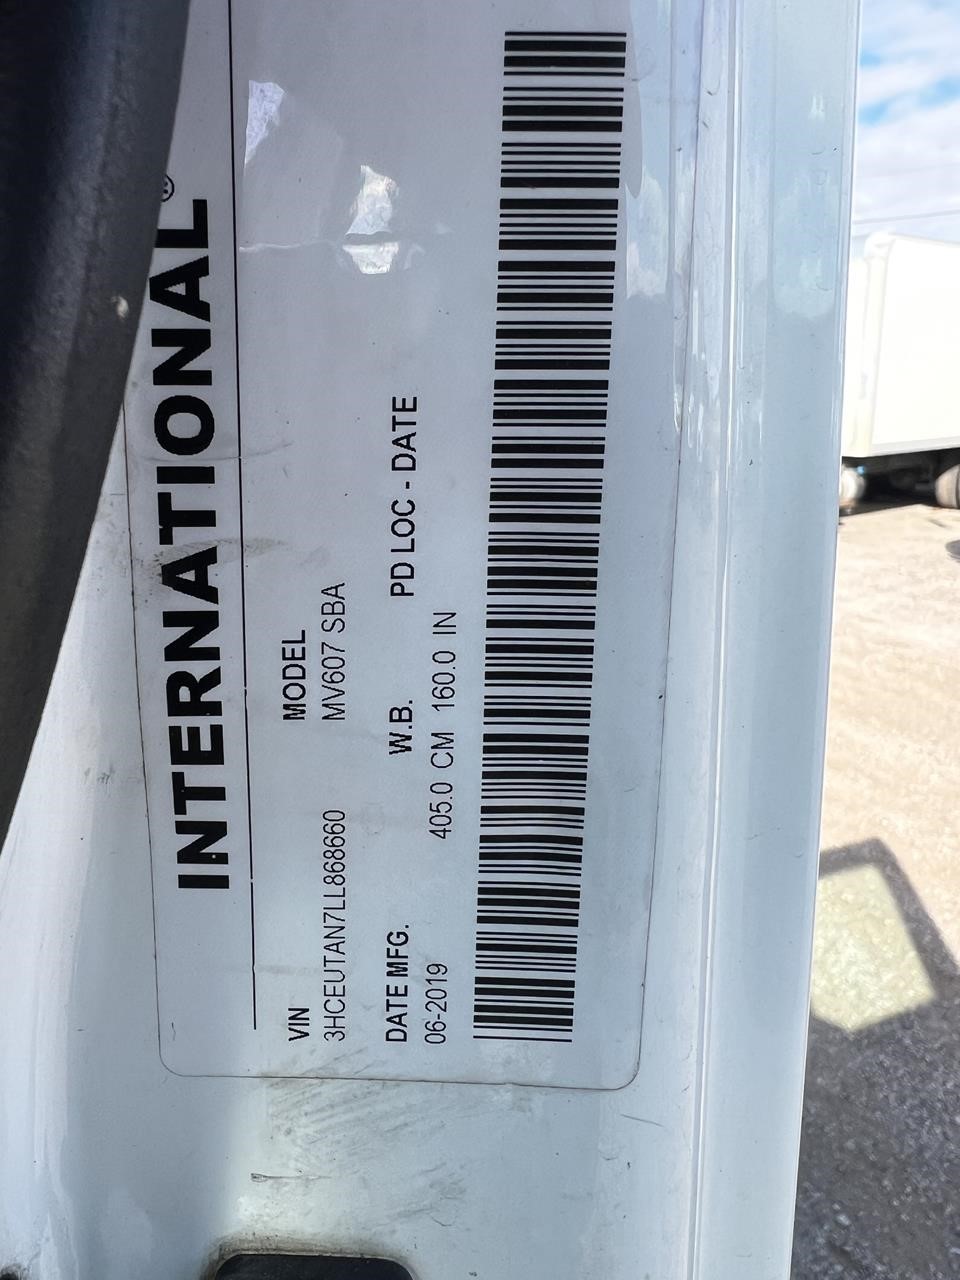 INTERNATIONAL®
VIN MODEL
3HCEUTAN7LL868660 MV607 SBA
DATE MFG. W.B. PD LOC - DATE
06-2019 405.0 CM 160.0 IN